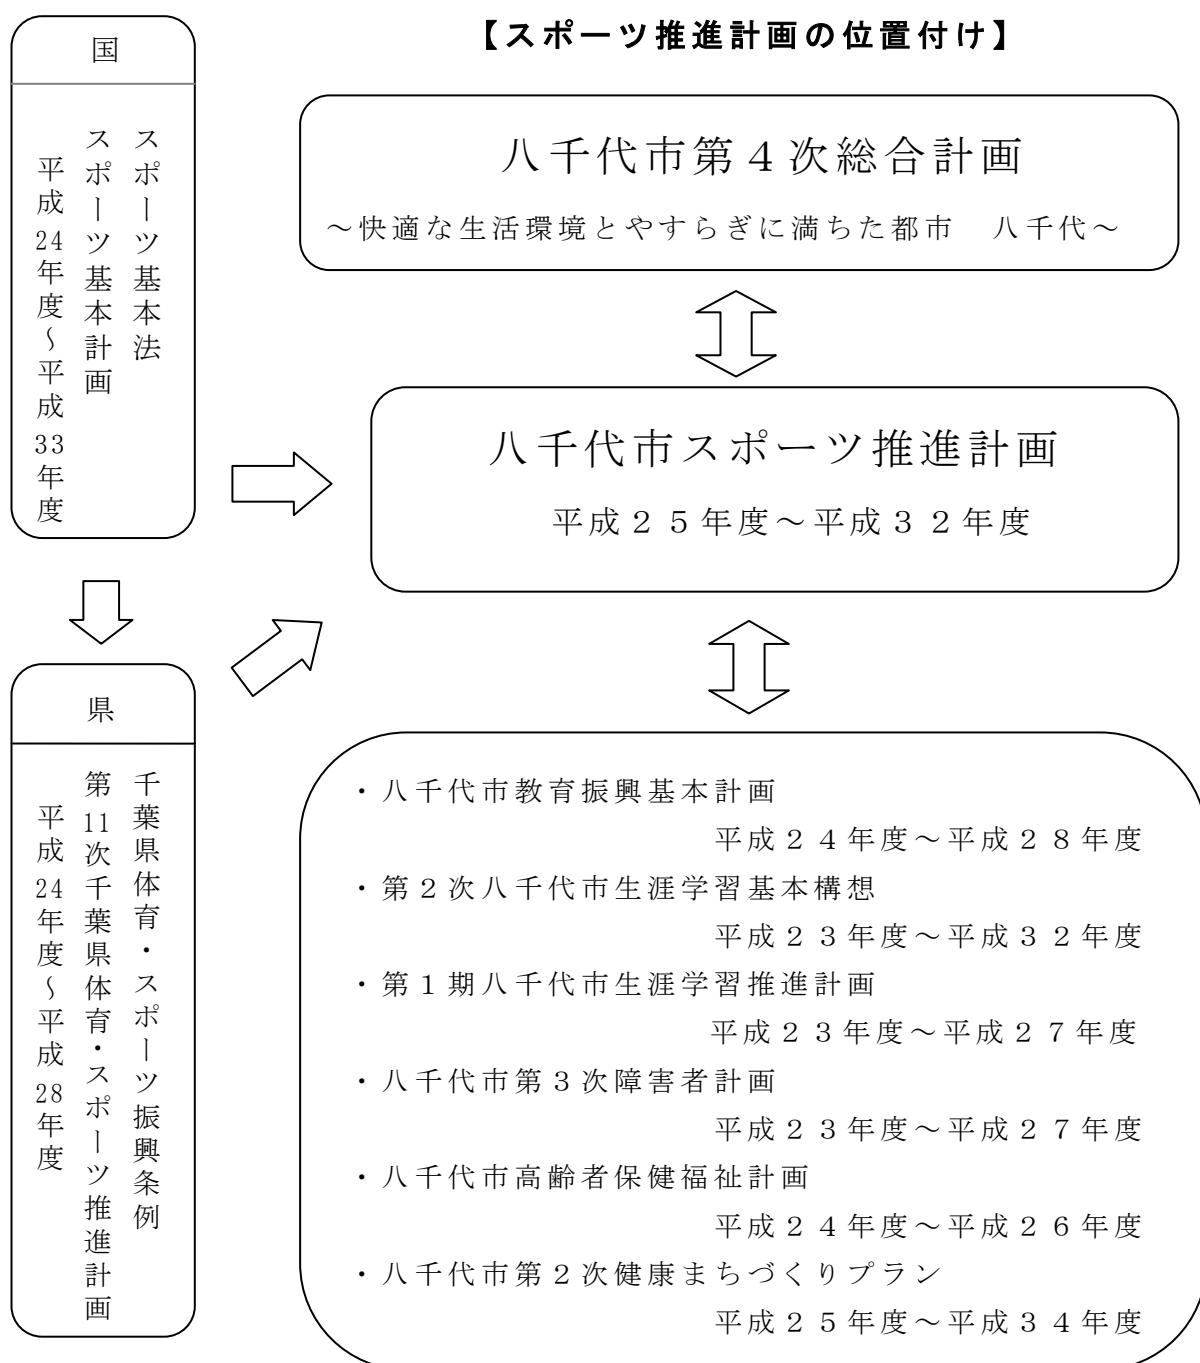 【スポーツ推進計画の位置付け】
国
スポーツ基本法
スポーツ基本計画
平成24年度～平成33年度
八千代市第４次総合計画
～快適な生活環境とやすらぎに満ちた都市　八千代～
八千代市スポーツ推進計画
平成２５年度～平成３２年度
県
千葉県体育・スポーツ振興条例
第11次千葉県体育・スポーツ推進計画
平成24年度～平成28年度
・八千代市教育振興基本計画
平成２４年度～平成２８年度
・第２次八千代市生涯学習基本構想
平成２３年度～平成３２年度
・第１期八千代市生涯学習推進計画
平成２３年度～平成２７年度
・八千代市第３次障害者計画
平成２３年度～平成２７年度
・八千代市高齢者保健福祉計画
平成２４年度～平成２６年度
・八千代市第２次健康まちづくりプラン
平成２５年度～平成３４年度